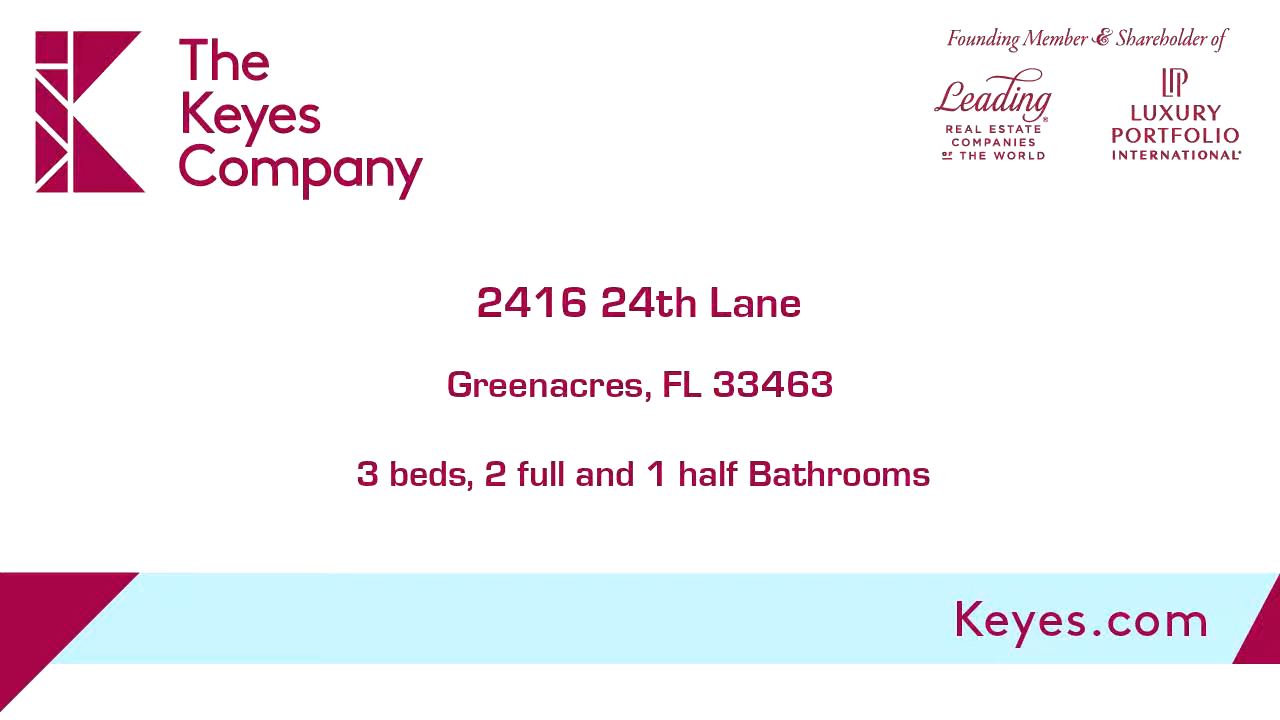 The
Keyes
Company
Founding Member & Shareholder of
Leading
REAL ESTATE
COMPANIES
OF THE WORLD
LUXURY
PORTFOLIO
INTERNATIONAL
2416 24th Lane
Greenacres, FL 33463
3 beds, 2 full and 1 half Bathrooms
Keyes.com